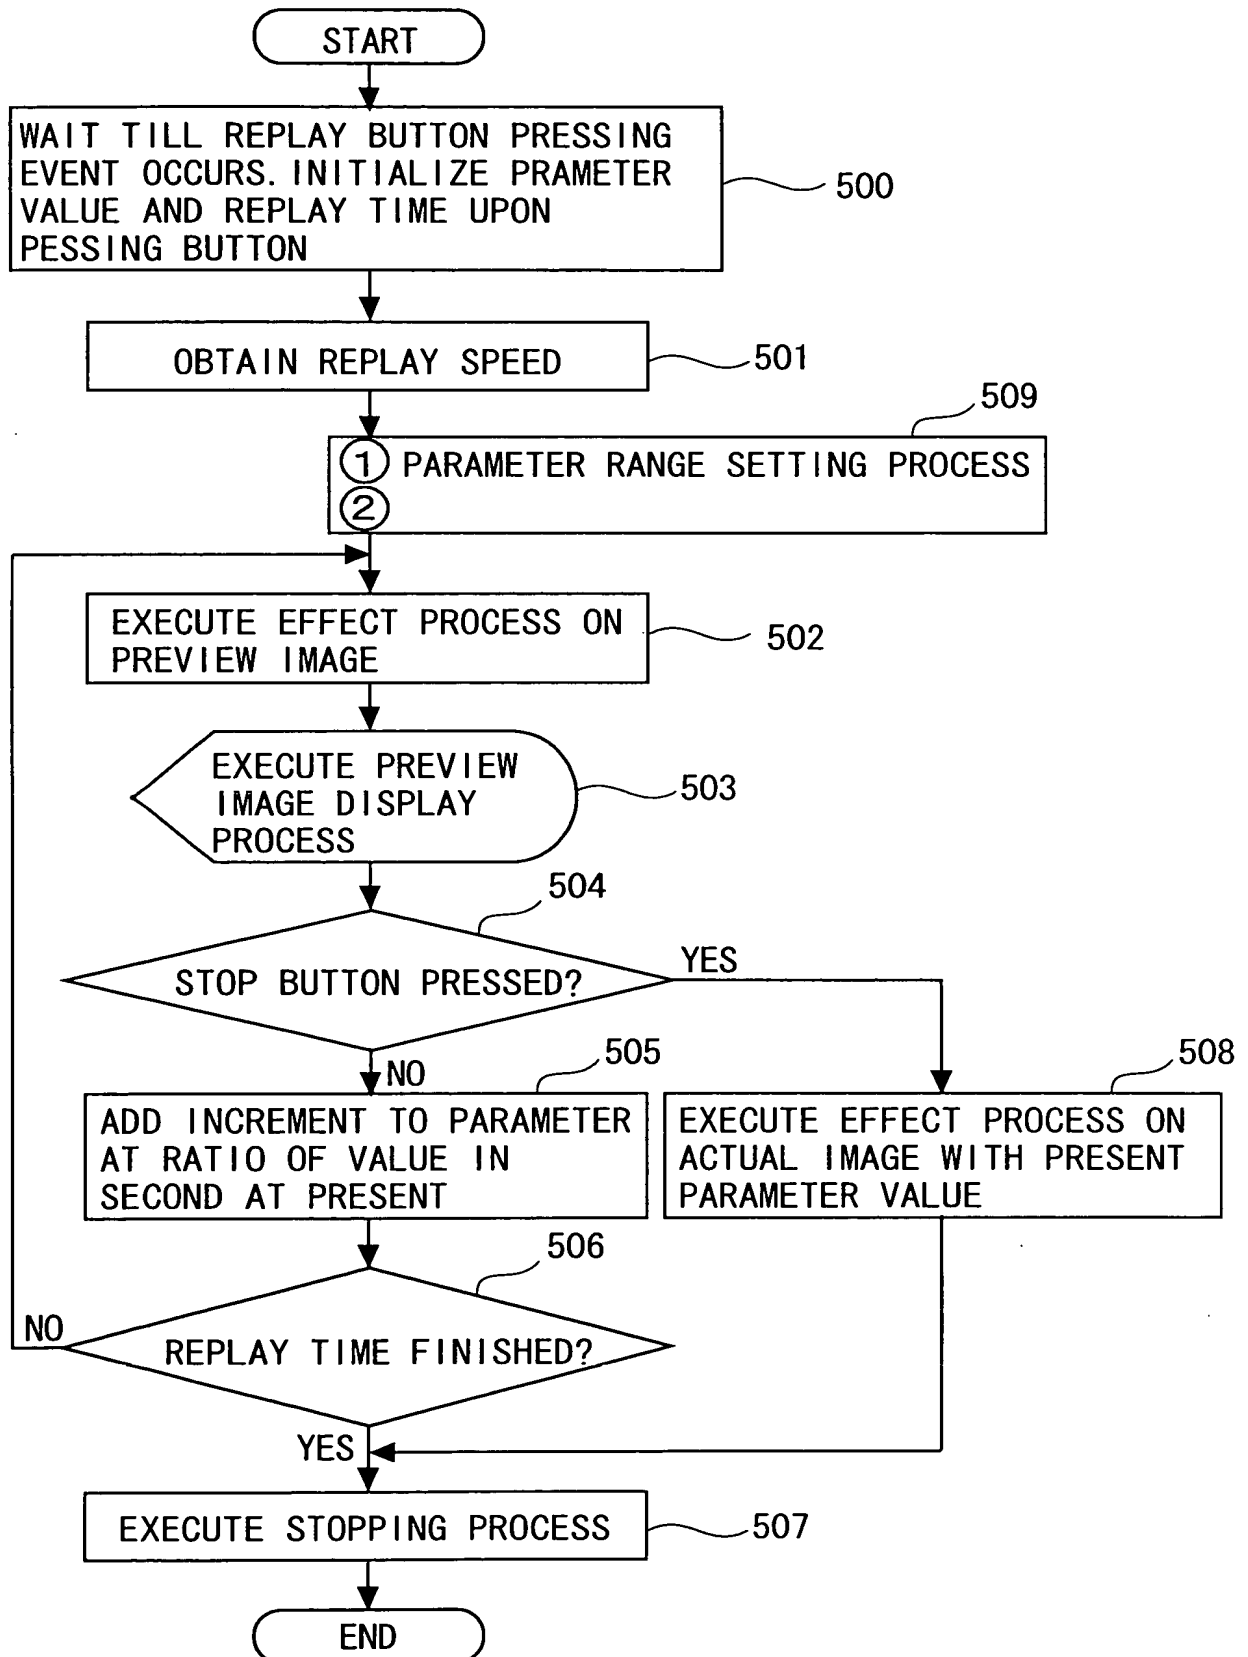 START
WAIT TILL REPLAY BUTTON PRESSING
EVENT OCCURS. INITIALIZE PRAMETER
VALUE AND REPLAY TIME UPON
PESSING BUTTON
500
OBTAIN REPLAY SPEED
501
509
① PARAMETER RANGE SETTING PROCESS
②
EXECUTE EFFECT PROCESS ON
PREVIEW IMAGE
502
EXECUTE PREVIEW
IMAGE DISPLAY
PROCESS
503
504
STOP BUTTON PRESSED?
YES
NO
505
ADD INCREMENT TO PARAMETER
AT RATIO OF VALUE IN
SECOND AT PRESENT
508
EXECUTE EFFECT PROCESS ON
ACTUAL IMAGE WITH PRESENT
PARAMETER VALUE
506
REPLAY TIME FINISHED?
NO
YES
EXECUTE STOPPING PROCESS
507
END